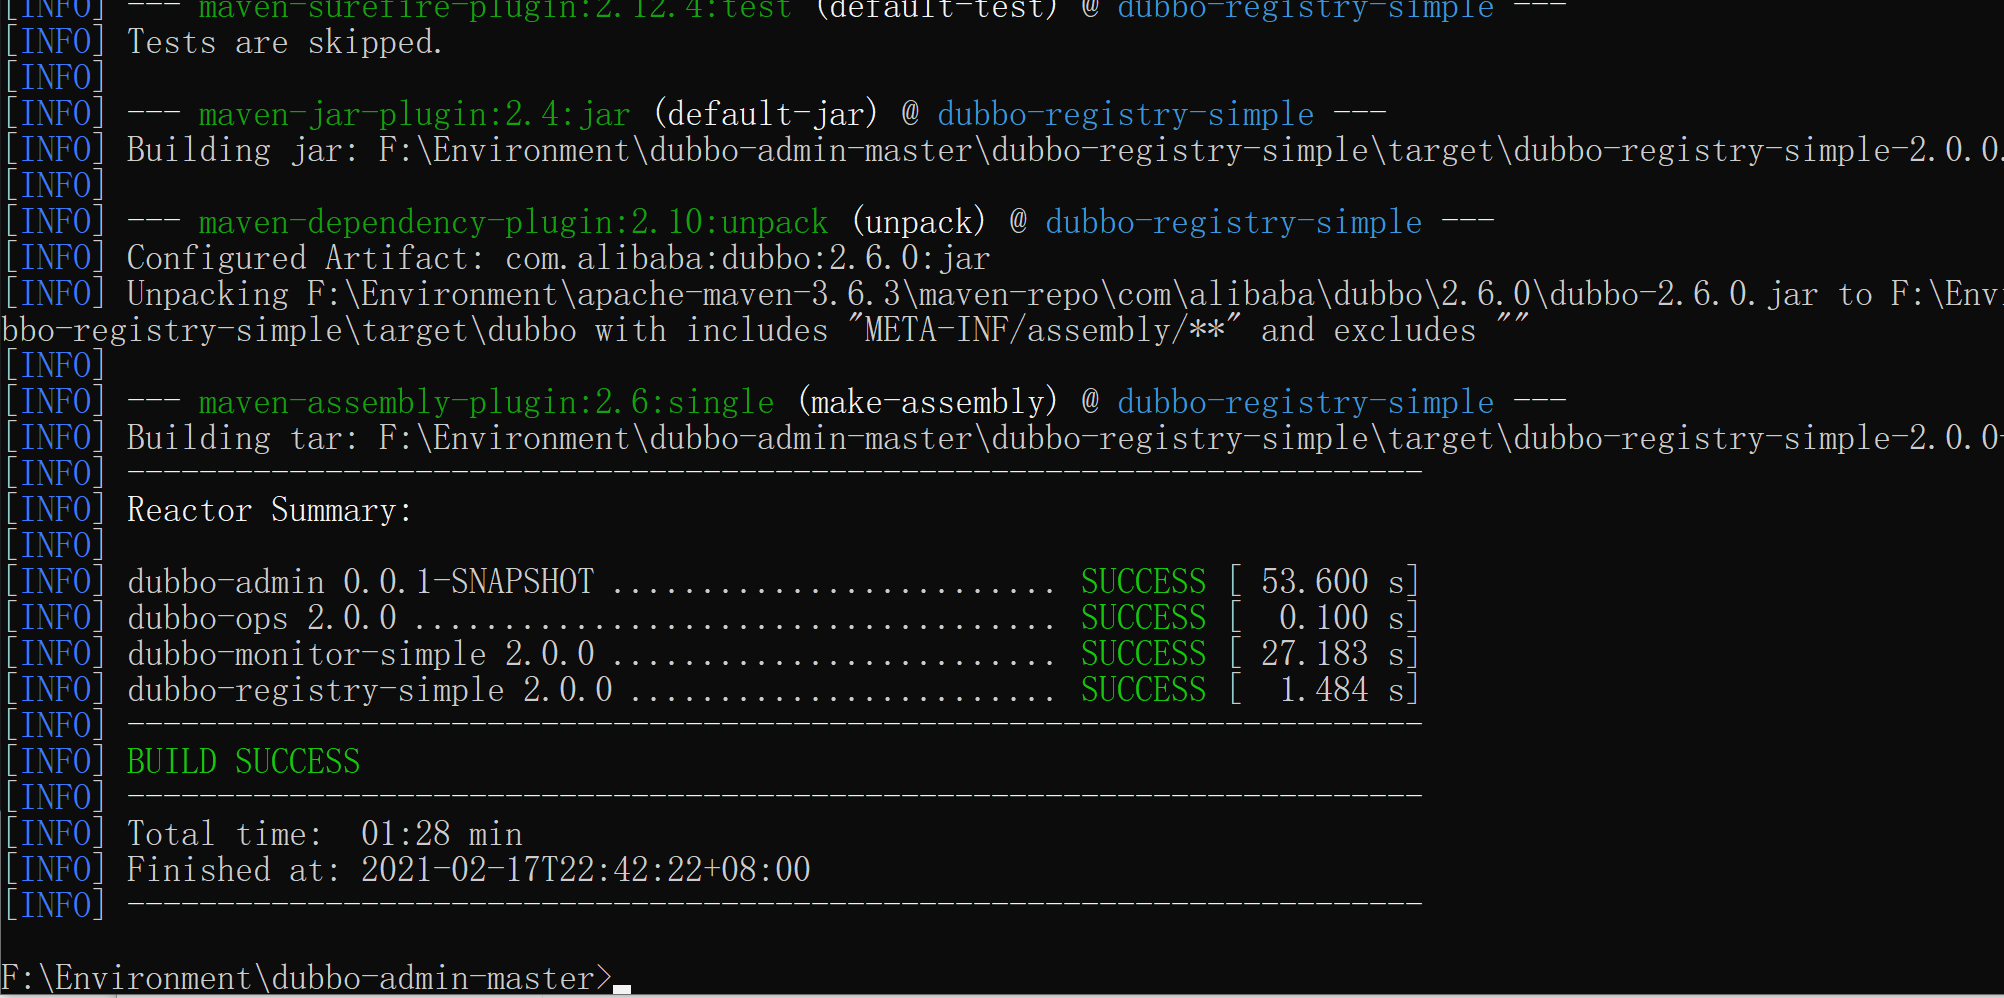 [INFO] --- maven-surefire-plugin:2.12.4:test (default-test) @ dubbo-registry-simple ---
[INFO] Tests are skipped.
[INFO]
[INFO] --- maven-jar-plugin:2.4:jar (default-jar) @ dubbo-registry-simple ---
[INFO] Building jar: F:\Environment\dubbo-admin-master\dubbo-registry-simple\target\dubbo-registry-simple-2.0.0.
[INFO]
[INFO] --- maven-dependency-plugin:2.10:unpack (unpack) @ dubbo-registry-simple ---
[INFO] Configured Artifact: com.alibaba:dubbo:2.6.0:jar
[INFO] Unpacking F:\Environment\apache-maven-3.6.3\maven-repo\com\alibaba\dubbo\2.6.0\dubbo-2.6.0.jar to F:\Envi
bbo-registry-simple\target\dubbo with includes "META-INF/assembly/**" and excludes ""
[INFO]
[INFO] --- maven-assembly-plugin:2.6:single (make-assembly) @ dubbo-registry-simple ---
[INFO] Building tar: F:\Environment\dubbo-admin-master\dubbo-registry-simple\target\dubbo-registry-simple-2.0.0-
[INFO] ------------------------------------------------------------------------
[INFO] Reactor Summary:
[INFO]
[INFO] dubbo-admin 0.0.1-SNAPSHOT ......................... SUCCESS [ 53.600 s]
[INFO] dubbo-ops 2.0.0 .................................... SUCCESS [  0.100 s]
[INFO] dubbo-monitor-simple 2.0.0 ......................... SUCCESS [ 27.183 s]
[INFO] dubbo-registry-simple 2.0.0 ........................ SUCCESS [  1.484 s]
[INFO] ------------------------------------------------------------------------
[INFO] BUILD SUCCESS
[INFO] ------------------------------------------------------------------------
[INFO] Total time:  01:28 min
[INFO] Finished at: 2021-02-17T22:42:22+08:00
[INFO] ------------------------------------------------------------------------
F:\Environment\dubbo-admin-master>